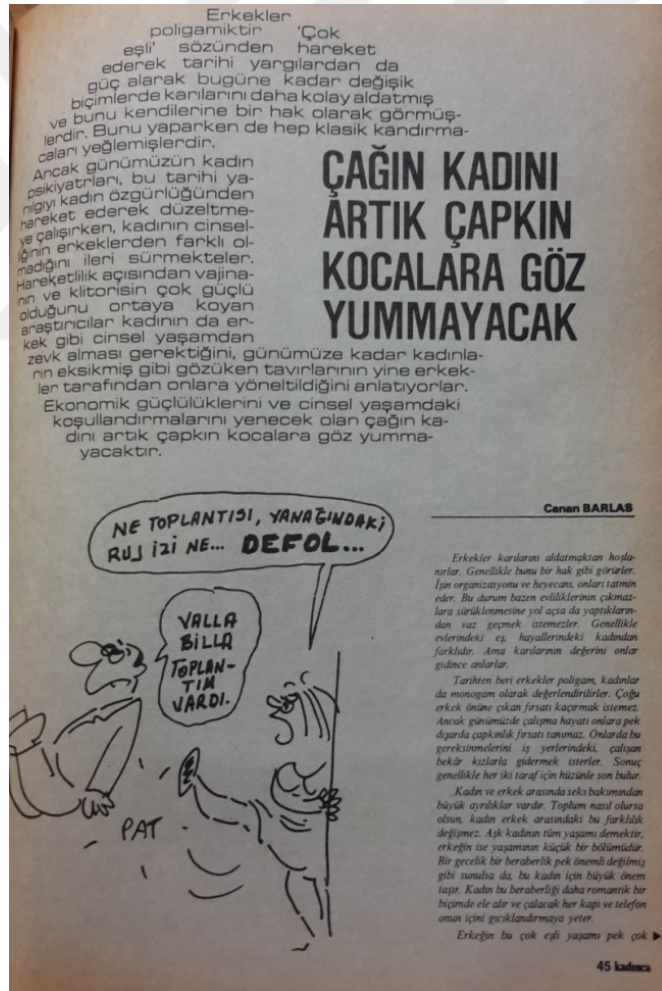 Erkekler
poligamiktir 'Çok
eşli' sözünden hareket
ederek tarihi yargılardan da
güç alarak bugüne kadar değişik
biçimlerde karılarını daha kolay aldatmış
ve bunu kendilerine bir hak olarak görmüş-
lerdir. Bunu yaparken de hep klasik kandırma-
caları yeğlemişlerdir.
Ancak günümüzün kadın
psikiyatrları, bu tarihi ya-
nılgıyı kadın özgürlüğünden
hareket ederek düzeltme-
ye çalışırken, kadının cinsel-
liğinin erkeklerden farklı ol-
madığını ileri sürmekteler.
Hareketlilik açısından vajina-
nın ve klitorisin çok güçlü
olduğunu ortaya koyan
araştırıcılar kadının da er-
kek gibi cinsel yaşamdan
zevk alması gerektiğini, günümüze kadar kadınla-
rın eksikmiş gibi gözüken tavırlarının yine erkek-
ler tarafından onlara yöneltildiğini anlatıyorlar.
Ekonomik güçlülüklerini ve cinsel yaşamdaki
koşullandırmalarını yenecek olan çağın ka-
dını artık çapkın kocalara göz yumma-
yacaktır.
ÇAĞIN KADINI
ARTIK ÇAPKIN
KOCALARA GÖZ
YUMMAYACAK
NE TOPLANTISI, YANAĞINDAKİ
RUJ İZİ NE... DEFOL...
VALLA
BİLLA
TOPLAN-
TIM
VARDI.
PAT
Canan BARLAS
Erkekler karılarını aldatmaktan hoşla-
nırlar. Genellikle bunu bir hak gibi görürler.
İşin organizasyonu ve heyecanı, onları tatmin
eder. Bu durum bazen evliliklerinin çıkmaz-
lara sürüklenmesine yol açsa da yaptıkların-
dan vaz geçmek istemezler. Genellikle
evlerindeki eş, hayallerindeki kadından
farklıdır. Ama karılarının değerini onlar
gidince anlarlar.
Tarihten beri erkekler poligam, kadınlar
da monogam olarak değerlendirilirler. Çoğu
erkek önüne çıkan fırsatı kaçırmak istemez.
Ancak günümüzde çalışma hayatı onlara pek
dışarda çapkınlık fırsatı tanımaz. Onlarda bu
gereksinmelerini iş yerlerindeki, çalışan
bekâr kızlarla gidermek isterler. Sonuç
genellikle her iki taraf için hüzünle son bulur.
Kadın ve erkek arasında seks bakımından
büyük ayrılıklar vardır. Toplum nasıl olursa
olsun, kadın erkek arasındaki bu farklılık
değişmez. Aşk kadının tüm yaşamı demektir,
erkeğin ise yaşamının küçük bir bölümüdür.
Bir gecelik bir beraberlik pek önemli değilmiş
gibi sunulsa da, bu kadın için büyük önem
taşır. Kadın bu beraberliği daha romantik bir
biçimde ele alır ve çalacak her kapı ve telefon
onun içini gıcıklandırmaya yeter.
Erkeğin bu çok eşli yaşamı pek çok ▶
45 kadınca